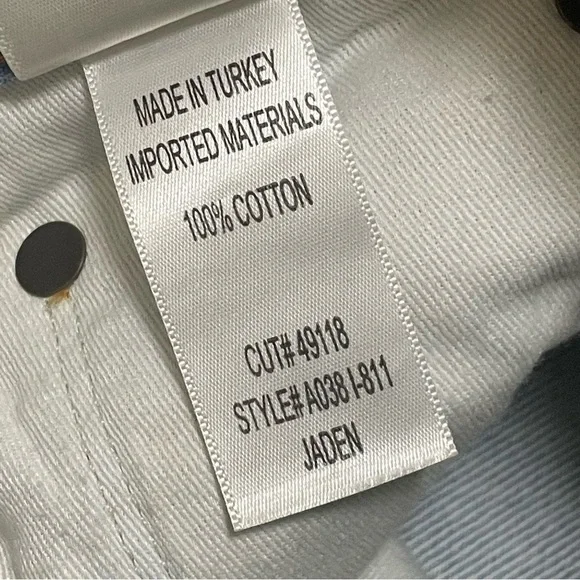 MADE IN TURKEY
IMPORTED MATERIALS
100% COTTON
CUT# 49118
STYLE# A038 I-811
JADEN